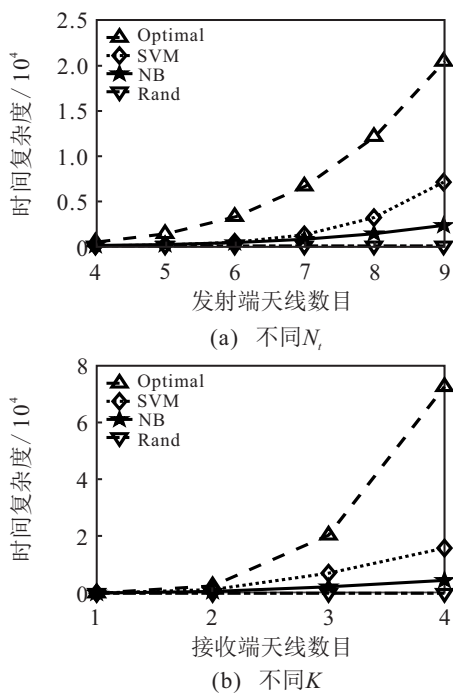 2.5
2.0
1.5
1.0
0.5
0
时间复杂度/10⁴
Optimal
SVM
NB
Rand
4 5 6 7 8 9
发射端天线数目
(a) 不同Nₜ
8
6
4
2
0
时间复杂度/10⁴
Optimal
SVM
NB
Rand
1 2 3 4
接收端天线数目
(b) 不同K